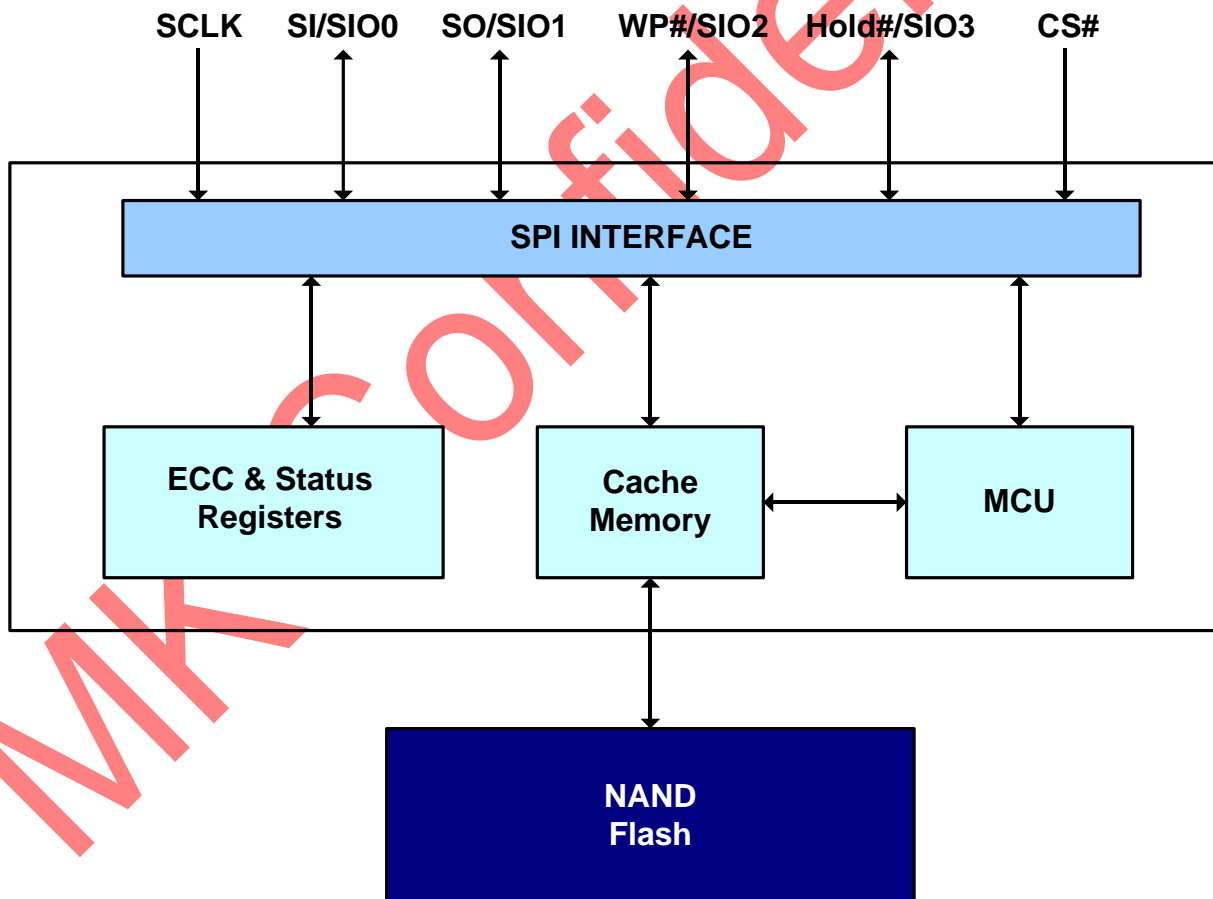 SCLK SI/SIO0 SO/SIO1 WP#/SIO2 Hold#/SIO3 CS#
SPI INTERFACE
ECC & Status
Registers
Cache
Memory
MCU
NAND
Flash
MK Confide